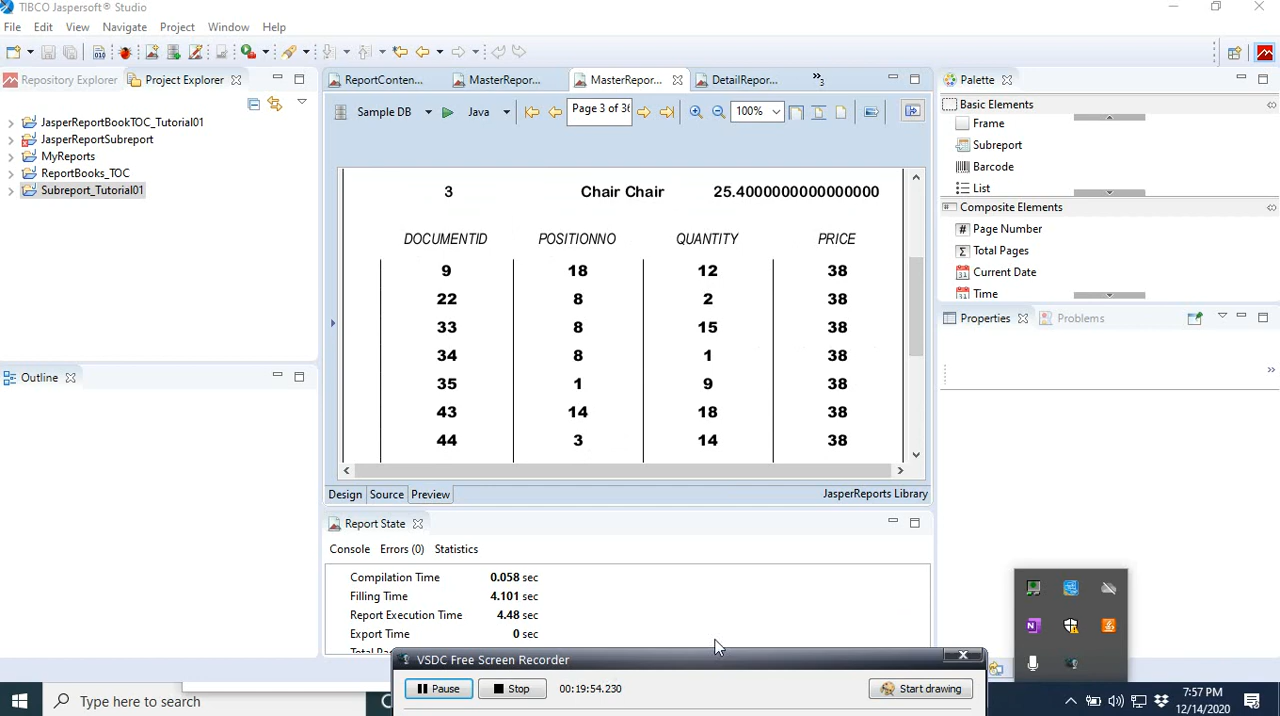 TIBCO Jaspersoft® Studio
File Edit View Navigate Project Window Help
Repository Explorer Project Explorer
ReportConten... MasterRepor... MasterRepor... DetailRepor... 3
Palette
Sample DB Java Page 3 of 36 100%
Basic Elements
Frame
Subreport
Barcode
List
Composite Elements
Page Number
Total Pages
Current Date
Time
JasperReportBookTOC_Tutorial01
JasperReportSubreport
MyReports
ReportBooks_TOC
Subreport_Tutorial01
3 Chair Chair 25.4000000000000000
DOCUMENTID POSITIONNO QUANTITY PRICE
9 18 12 38
22 8 2 38
33 8 15 38
34 8 1 38
35 1 9 38
43 14 18 38
44 3 14 38
Properties Problems
Outline
Design Source Preview JasperReports Library
Report State
Console Errors (0) Statistics
Compilation Time 0.058 sec
Filling Time 4.101 sec
Report Execution Time 4.48 sec
Export Time 0 sec
VSDC Free Screen Recorder
Pause Stop 00:19:54.230 Start drawing
Type here to search
7:57 PM
12/14/2020